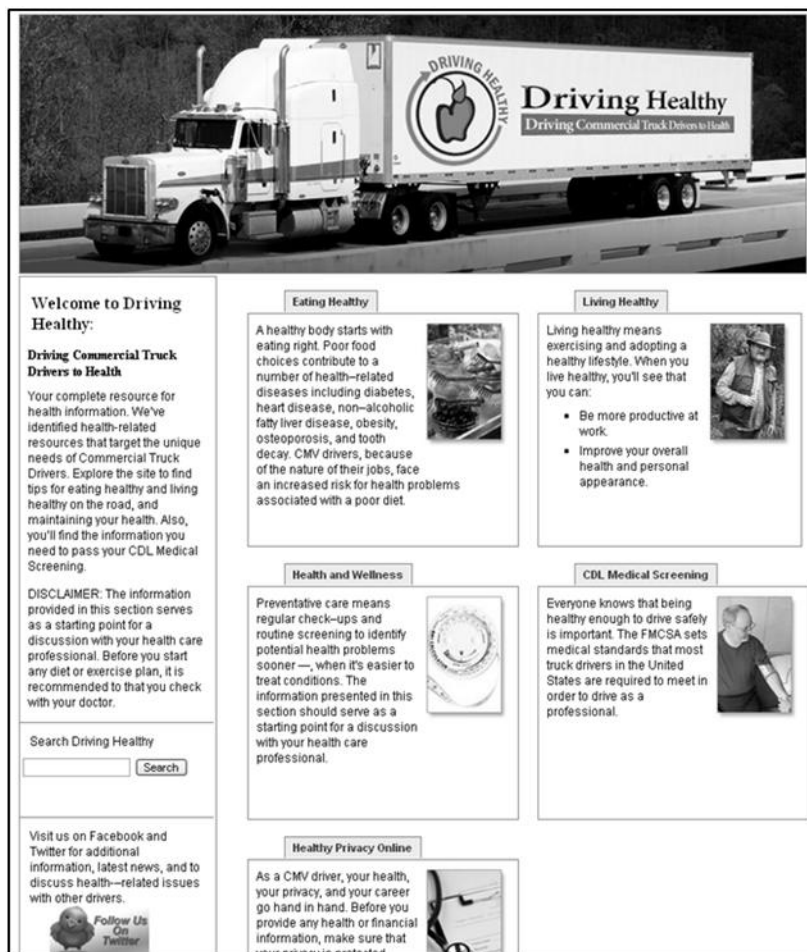 DRIVING HEALTHY
Driving Healthy
Driving Commercial Truck Drivers to Health
Welcome to Driving
Healthy:
Driving Commercial Truck
Drivers to Health
Your complete resource for
health information. We've
identified health-related
resources that target the unique
needs of Commercial Truck
Drivers. Explore the site to find
tips for eating healthy and living
healthy on the road, and
maintaining your health. Also,
you'll find the information you
need to pass your CDL Medical
Screening.
DISCLAIMER: The information
provided in this section serves
as a starting point for a
discussion with your health care
professional. Before you start
any diet or exercise plan, it is
recommended to that you check
with your doctor.
Search Driving Healthy
Search
Visit us on Facebook and
Twitter for additional
information, latest news, and to
discuss health-–related issues
with other drivers.
Follow Us
On
Twitter
Eating Healthy
A healthy body starts with
eating right. Poor food
choices contribute to a
number of health–related
diseases including diabetes,
heart disease, non–alcoholic
fatty liver disease, obesity,
osteoporosis, and tooth
decay. CMV drivers, because
of the nature of their jobs, face
an increased risk for health problems
associated with a poor diet.
Living Healthy
Living healthy means
exercising and adopting a
healthy lifestyle. When you
live healthy, you'll see that
you can:
▪ Be more productive at
work.
▪ Improve your overall
health and personal
appearance.
Health and Wellness
Preventative care means
regular check–ups and
routine screening to identify
potential health problems
sooner —, when it's easier to
treat conditions. The
information presented in this
section should serve as a
starting point for a discussion
with your health care
professional.
CDL Medical Screening
Everyone knows that being
healthy enough to drive safely
is important. The FMCSA sets
medical standards that most
truck drivers in the United
States are required to meet in
order to drive as a
professional.
Healthy Privacy Online
As a CMV driver, your health,
your privacy, and your career
go hand in hand. Before you
provide any health or financial
information, make sure that
your privacy is protected